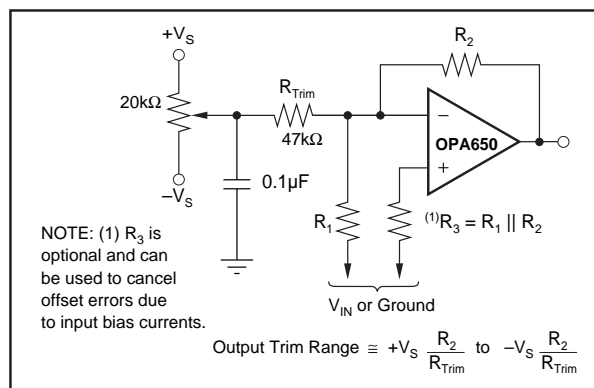 +V_S
R_2
R_Trim
20kΩ
47kΩ
−
OPA650
+
0.1µF
−V_S
R_1
(1)R_3 = R_1 || R_2
NOTE: (1) R_3 is
optional and can
be used to cancel
offset errors due
to input bias currents.
V_IN or Ground
Output Trim Range ≅ +V_S R_2/R_Trim to −V_S R_2/R_Trim